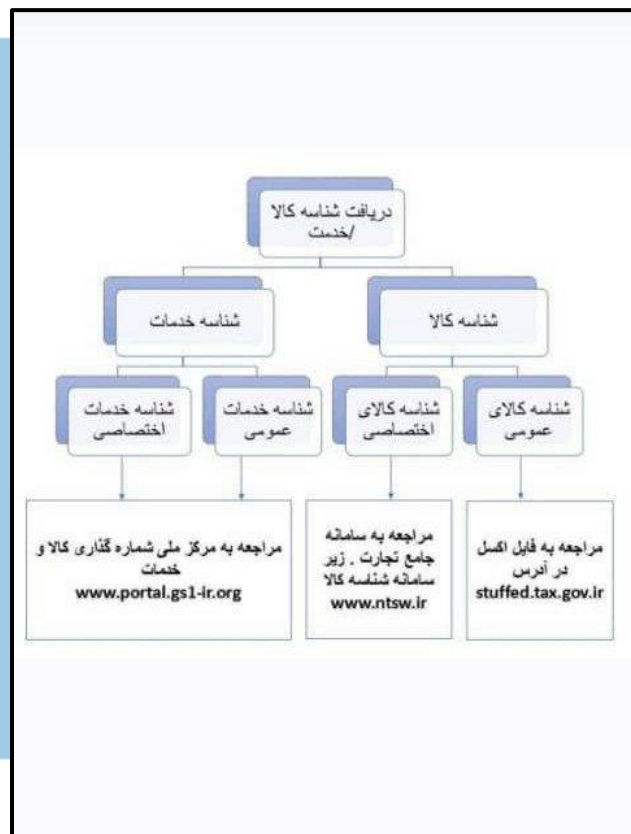 دریافت شناسه کالا
/خدمت
شناسه کالا
شناسه خدمات
شناسه کالای
عمومی
شناسه کالای
اختصاصی
شناسه خدمات
عمومی
شناسه خدمات
اختصاصی
مراجعه به فایل اکسل
در آدرس
stuffed.tax.gov.ir
مراجعه به سامانه
جامع تجارت . زیر
سامانه شناسه کالا
www.ntsw.ir
مراجعه به مرکز ملی شماره گذاری کالا و
خدمات
www.portal.gs1-ir.org